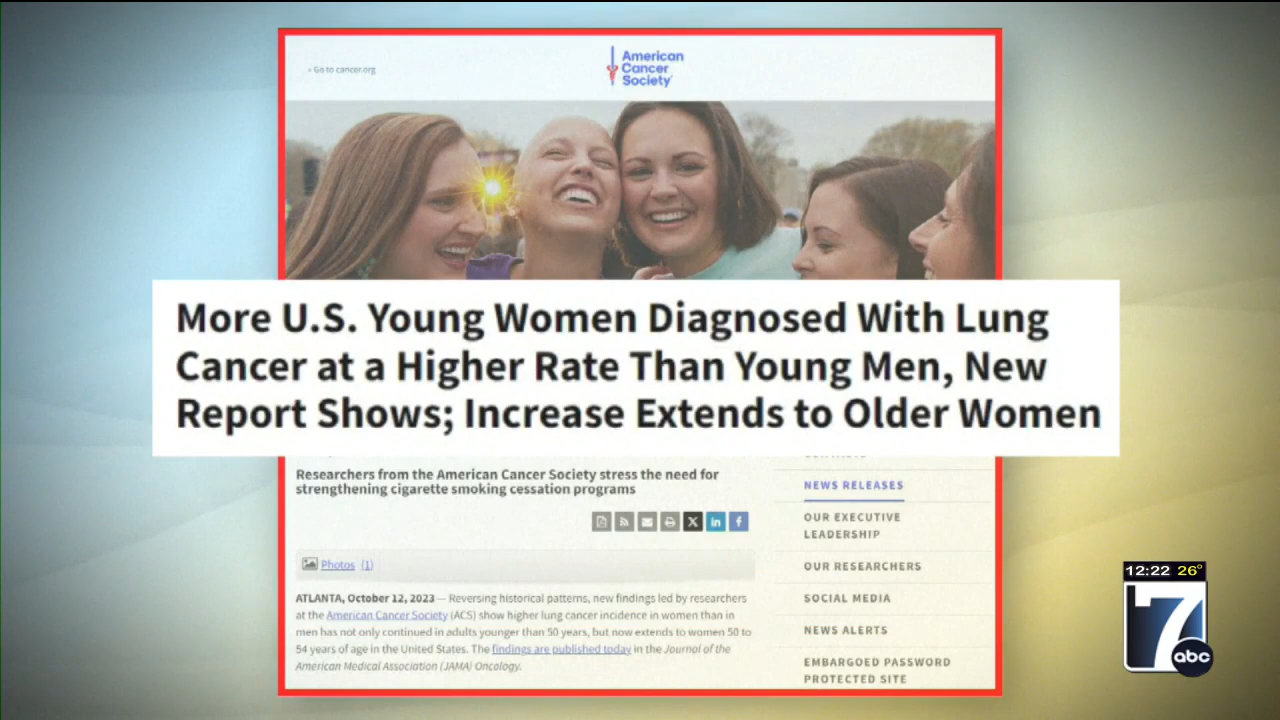 ‹ Go to cancer.org
American
Cancer
Society
More U.S. Young Women Diagnosed With Lung
Cancer at a Higher Rate Than Young Men, New
Report Shows; Increase Extends to Older Women
Researchers from the American Cancer Society stress the need for
strengthening cigarette smoking cessation programs
Photos (1)
ATLANTA, October 12, 2023 — Reversing historical patterns, new findings led by researchers
at the American Cancer Society (ACS) show higher lung cancer incidence in women than in
men has not only continued in adults younger than 50 years, but now extends to women 50 to
54 years of age in the United States. The findings are published today in the Journal of the
American Medical Association (JAMA) Oncology.
NEWS RELEASES
OUR EXECUTIVE
LEADERSHIP
OUR RESEARCHERS
SOCIAL MEDIA
NEWS ALERTS
EMBARGOED PASSWORD
PROTECTED SITE
12:22 26°
7
abc